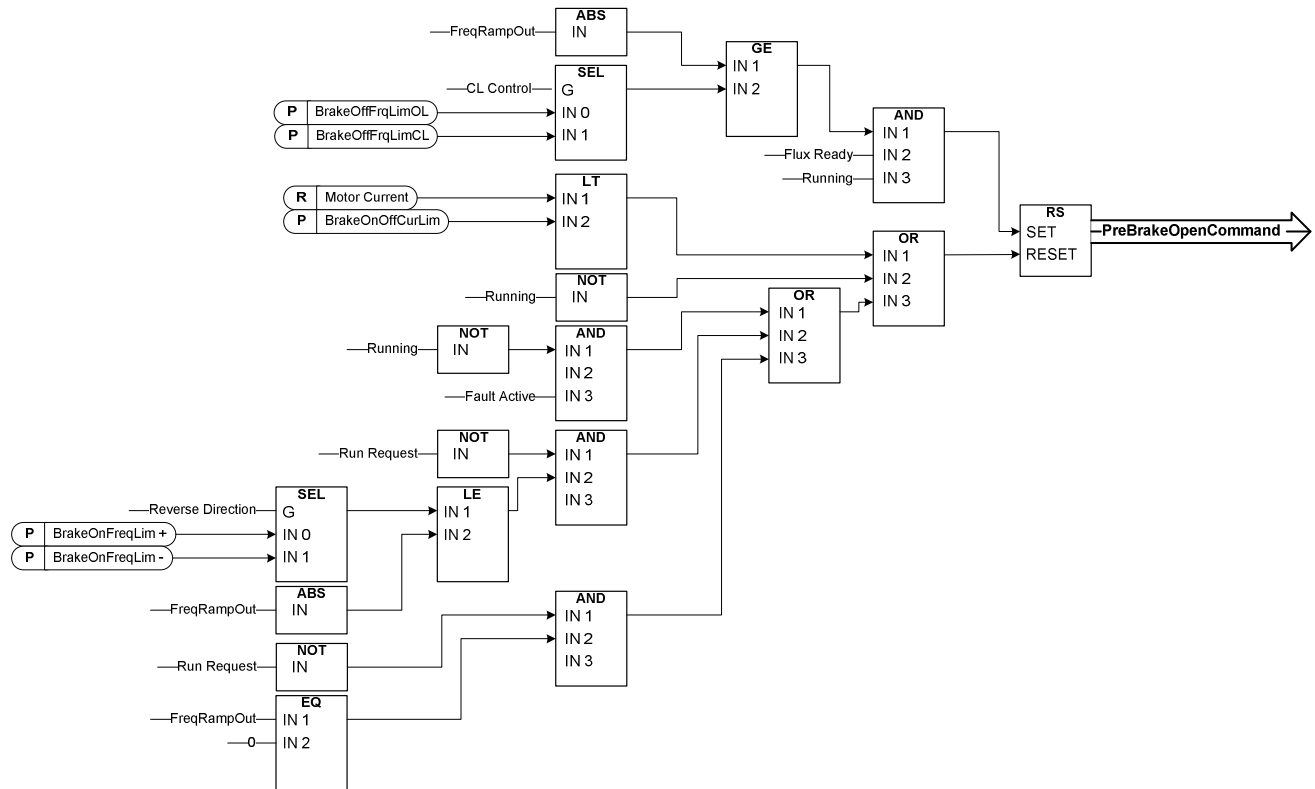 ABS
FreqRampOut
IN
GE
IN 1
IN 2
SEL
CL Control
G
P BrakeOffFrqLimOL
IN 0
P BrakeOffFrqLimCL
IN 1
AND
IN 1
Flux Ready
IN 2
Running
IN 3
LT
R Motor Current
IN 1
P BrakeOnOffCurLim
IN 2
RS
SET
RESET
PreBrakeOpenCommand
OR
IN 1
IN 2
IN 3
NOT
Running
IN
OR
IN 1
IN 2
IN 3
NOT
Running
IN
AND
IN 1
IN 2
Fault Active
IN 3
NOT
Run Request
IN
AND
IN 1
IN 2
IN 3
SEL
Reverse Direction
G
P BrakeOnFreqLim +
IN 0
P BrakeOnFreqLim -
IN 1
LE
IN 1
IN 2
ABS
FreqRampOut
IN
AND
IN 1
IN 2
IN 3
NOT
Run Request
IN
EQ
FreqRampOut
IN 1
0
IN 2